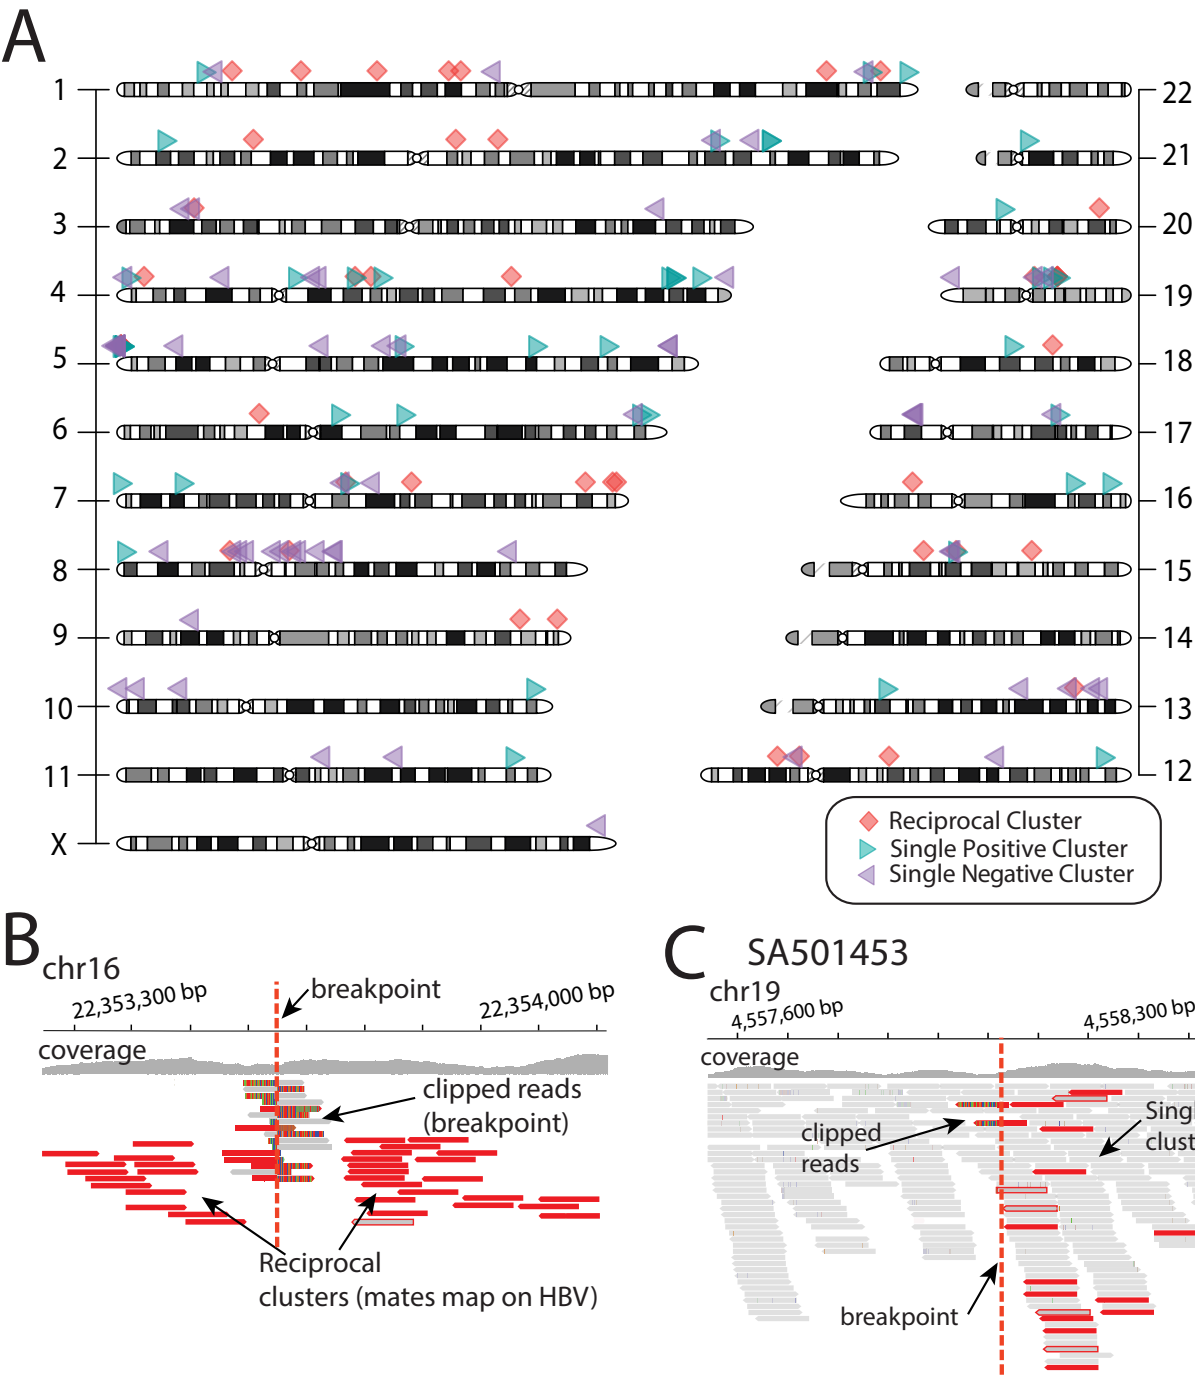 A
1
2
3
4
5
6
7
8
9
10
11
X
22
21
20
19
18
17
16
15
14
13
12
Reciprocal Cluster
Single Positive Cluster
Single Negative Cluster
B
chr16
22,353,300 bp
22,354,000 bp
breakpoint
coverage
clipped reads
(breakpoint)
Reciprocal
clusters (mates map on HBV)
C
SA501453
chr19
4,557,600 bp
4,558,300 bp
coverage
clipped
reads
Singl
clust
breakpoint